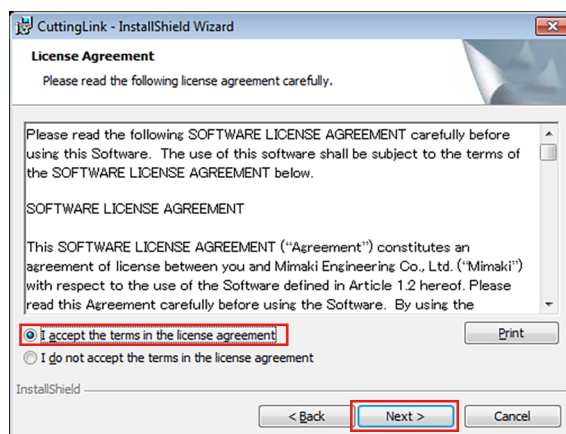 CuttingLink - InstallShield Wizard
License Agreement
Please read the following license agreement carefully.
Please read the following SOFTWARE LICENSE AGREEMENT carefully before
using this Software.  The use of this software shall be subject to the terms of
the SOFTWARE LICENSE AGREEMENT below.
SOFTWARE LICENSE AGREEMENT
This SOFTWARE LICENSE AGREEMENT (“Agreement”) constitutes an
agreement of license between you and Mimaki Engineering Co., Ltd. (“Mimaki”)
with respect to the use of the Software defined in Article 1.2 hereof. Please
read this Agreement carefully before using the Software.  By using the
I accept the terms in the license agreement
Print
I do not accept the terms in the license agreement
InstallShield
< Back
Next >
Cancel